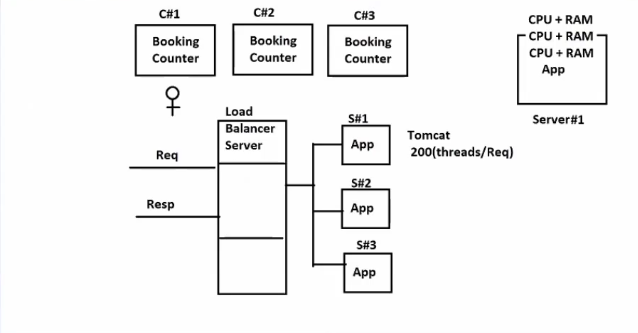 C#1
C#2
C#3
Booking
Counter
Booking
Counter
Booking
Counter
CPU + RAM
CPU + RAM
CPU + RAM
App
Server#1
Load
Balancer
Server
Req
Resp
S#1
App
Tomcat
200(threads/Req)
S#2
App
S#3
App